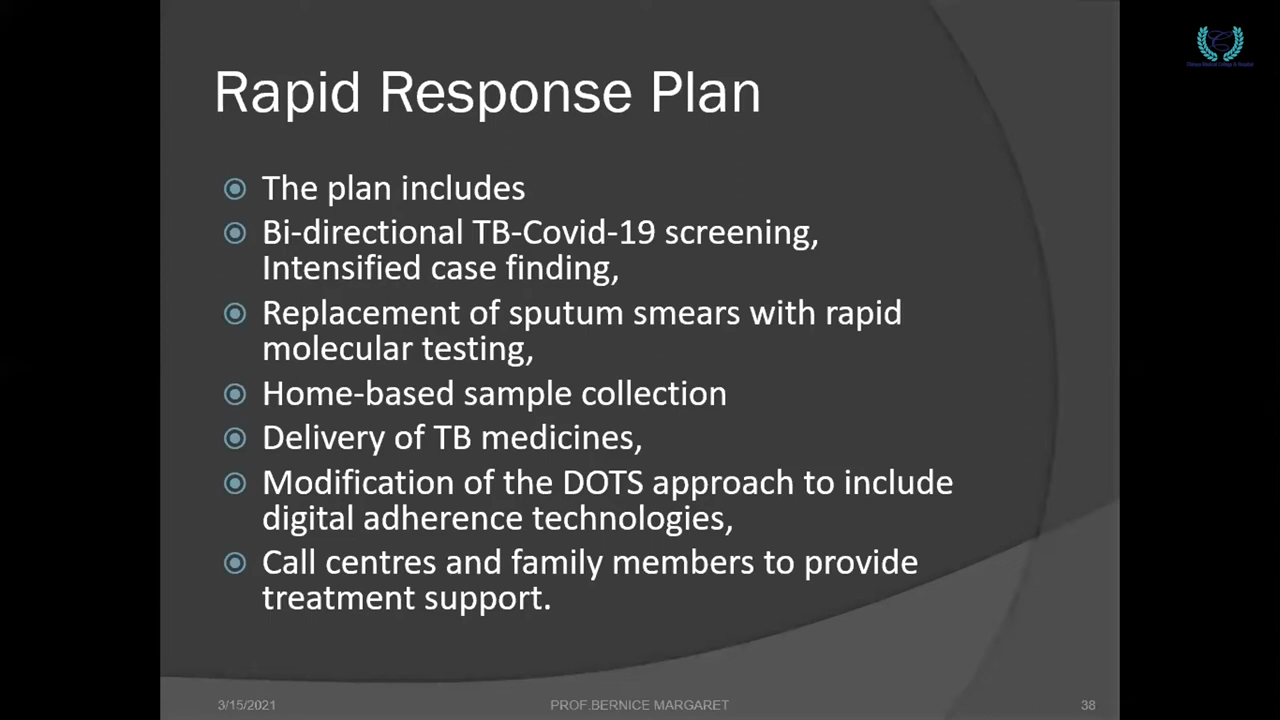 Rapid Response Plan
The plan includes
Bi-directional TB-Covid-19 screening,
Intensified case finding,
Replacement of sputum smears with rapid
molecular testing,
Home-based sample collection
Delivery of TB medicines,
Modification of the DOTS approach to include
digital adherence technologies,
Call centres and family members to provide
treatment support.
3/15/2021 PROF.BERNICE MARGARET 38